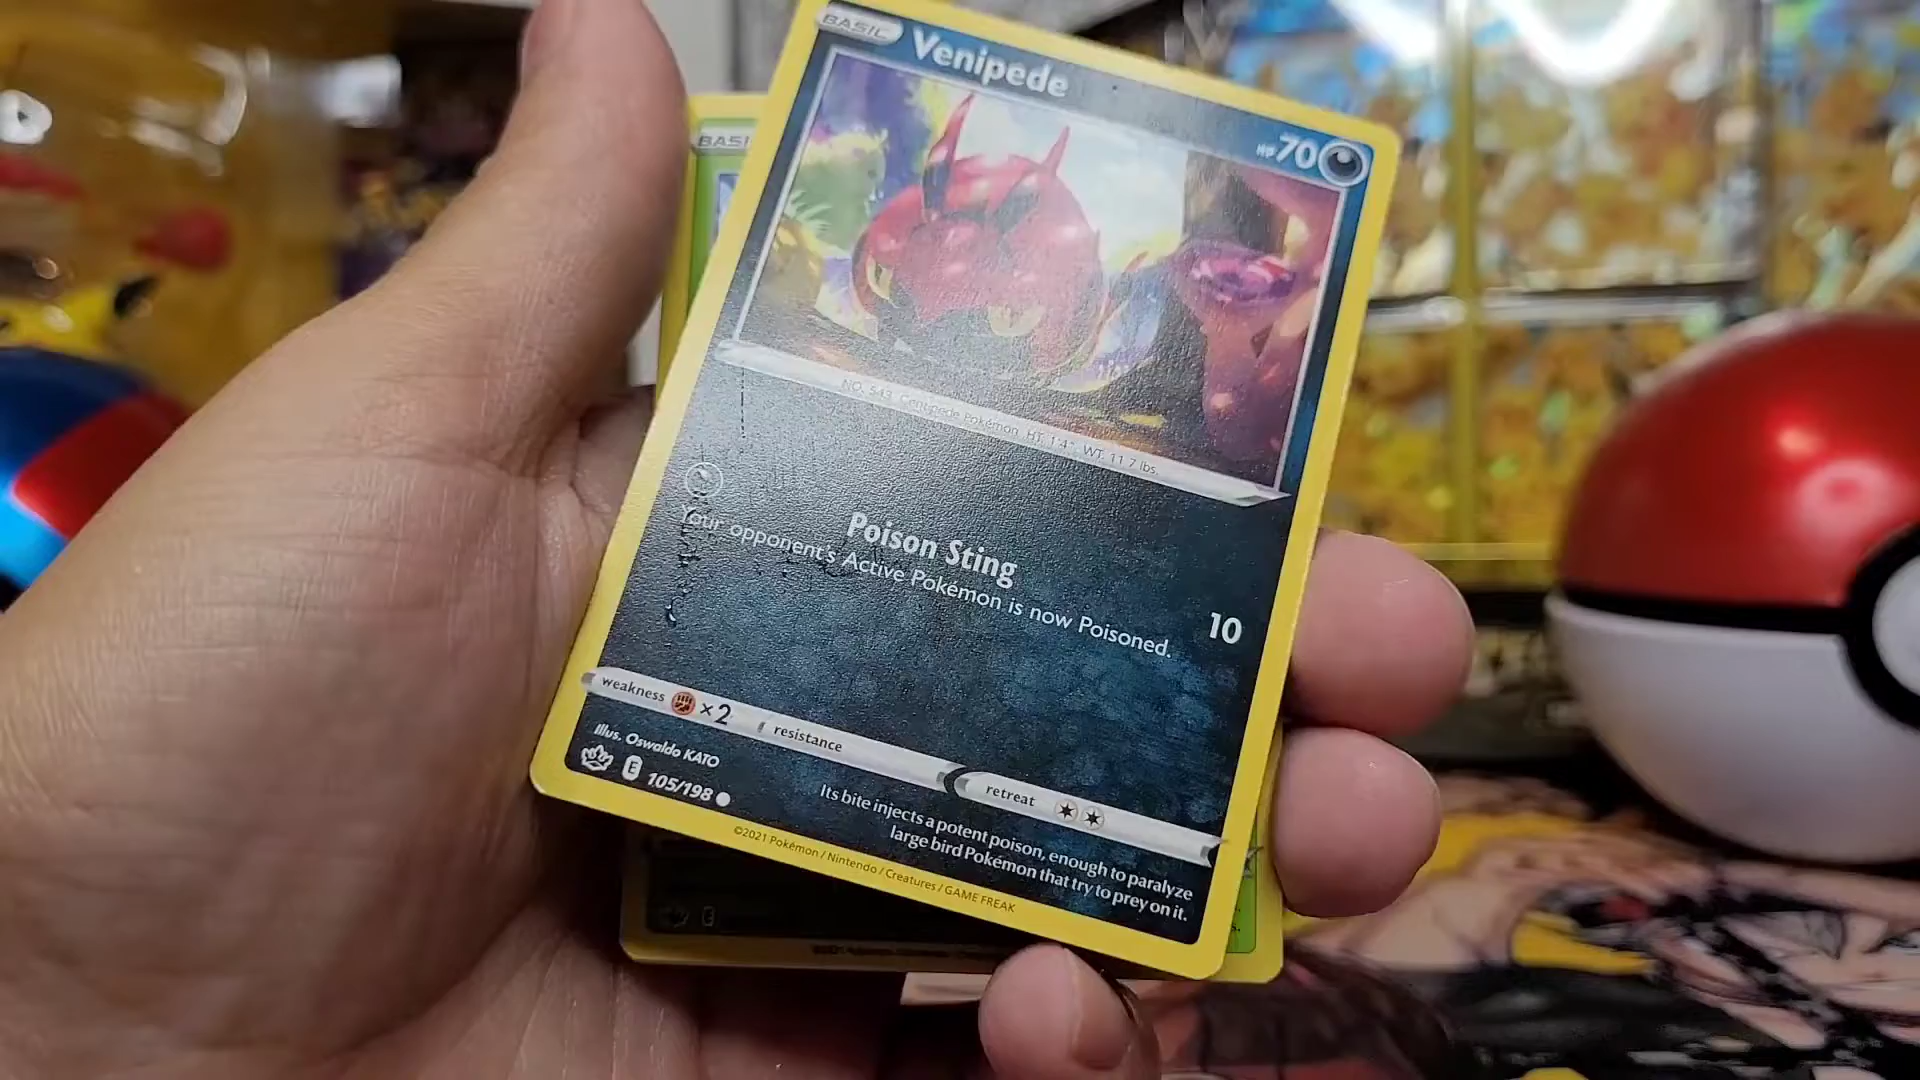 BASIC
Venipede
HP 70
BASI
NO. 543 Centipede Pokémon HT: 1'4" WT: 11.7 lbs.
Poison Sting
10
Your opponent's Active Pokémon is now Poisoned.
weakness ×2 resistance retreat
Illus. Oswaldo KATO
E 105/198
Its bite injects a potent poison, enough to paralyze
large bird Pokémon that try to prey on it.
©2021 Pokémon / Nintendo / Creatures / GAME FREAK